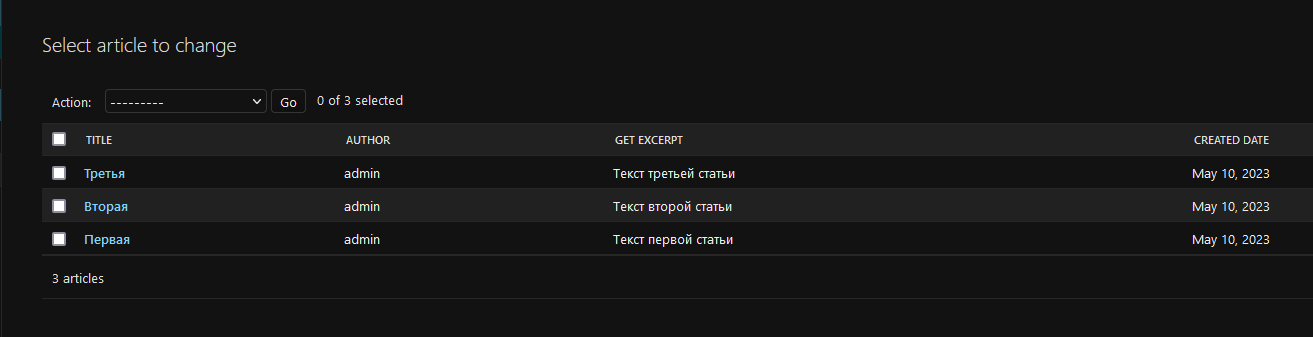 Select article to change
Action: --------- Go 0 of 3 selected
TITLE AUTHOR GET EXCERPT CREATED DATE
Третья admin Текст третьей статьи May 10, 2023
Вторая admin Текст второй статьи May 10, 2023
Первая admin Текст первой статьи May 10, 2023
3 articles